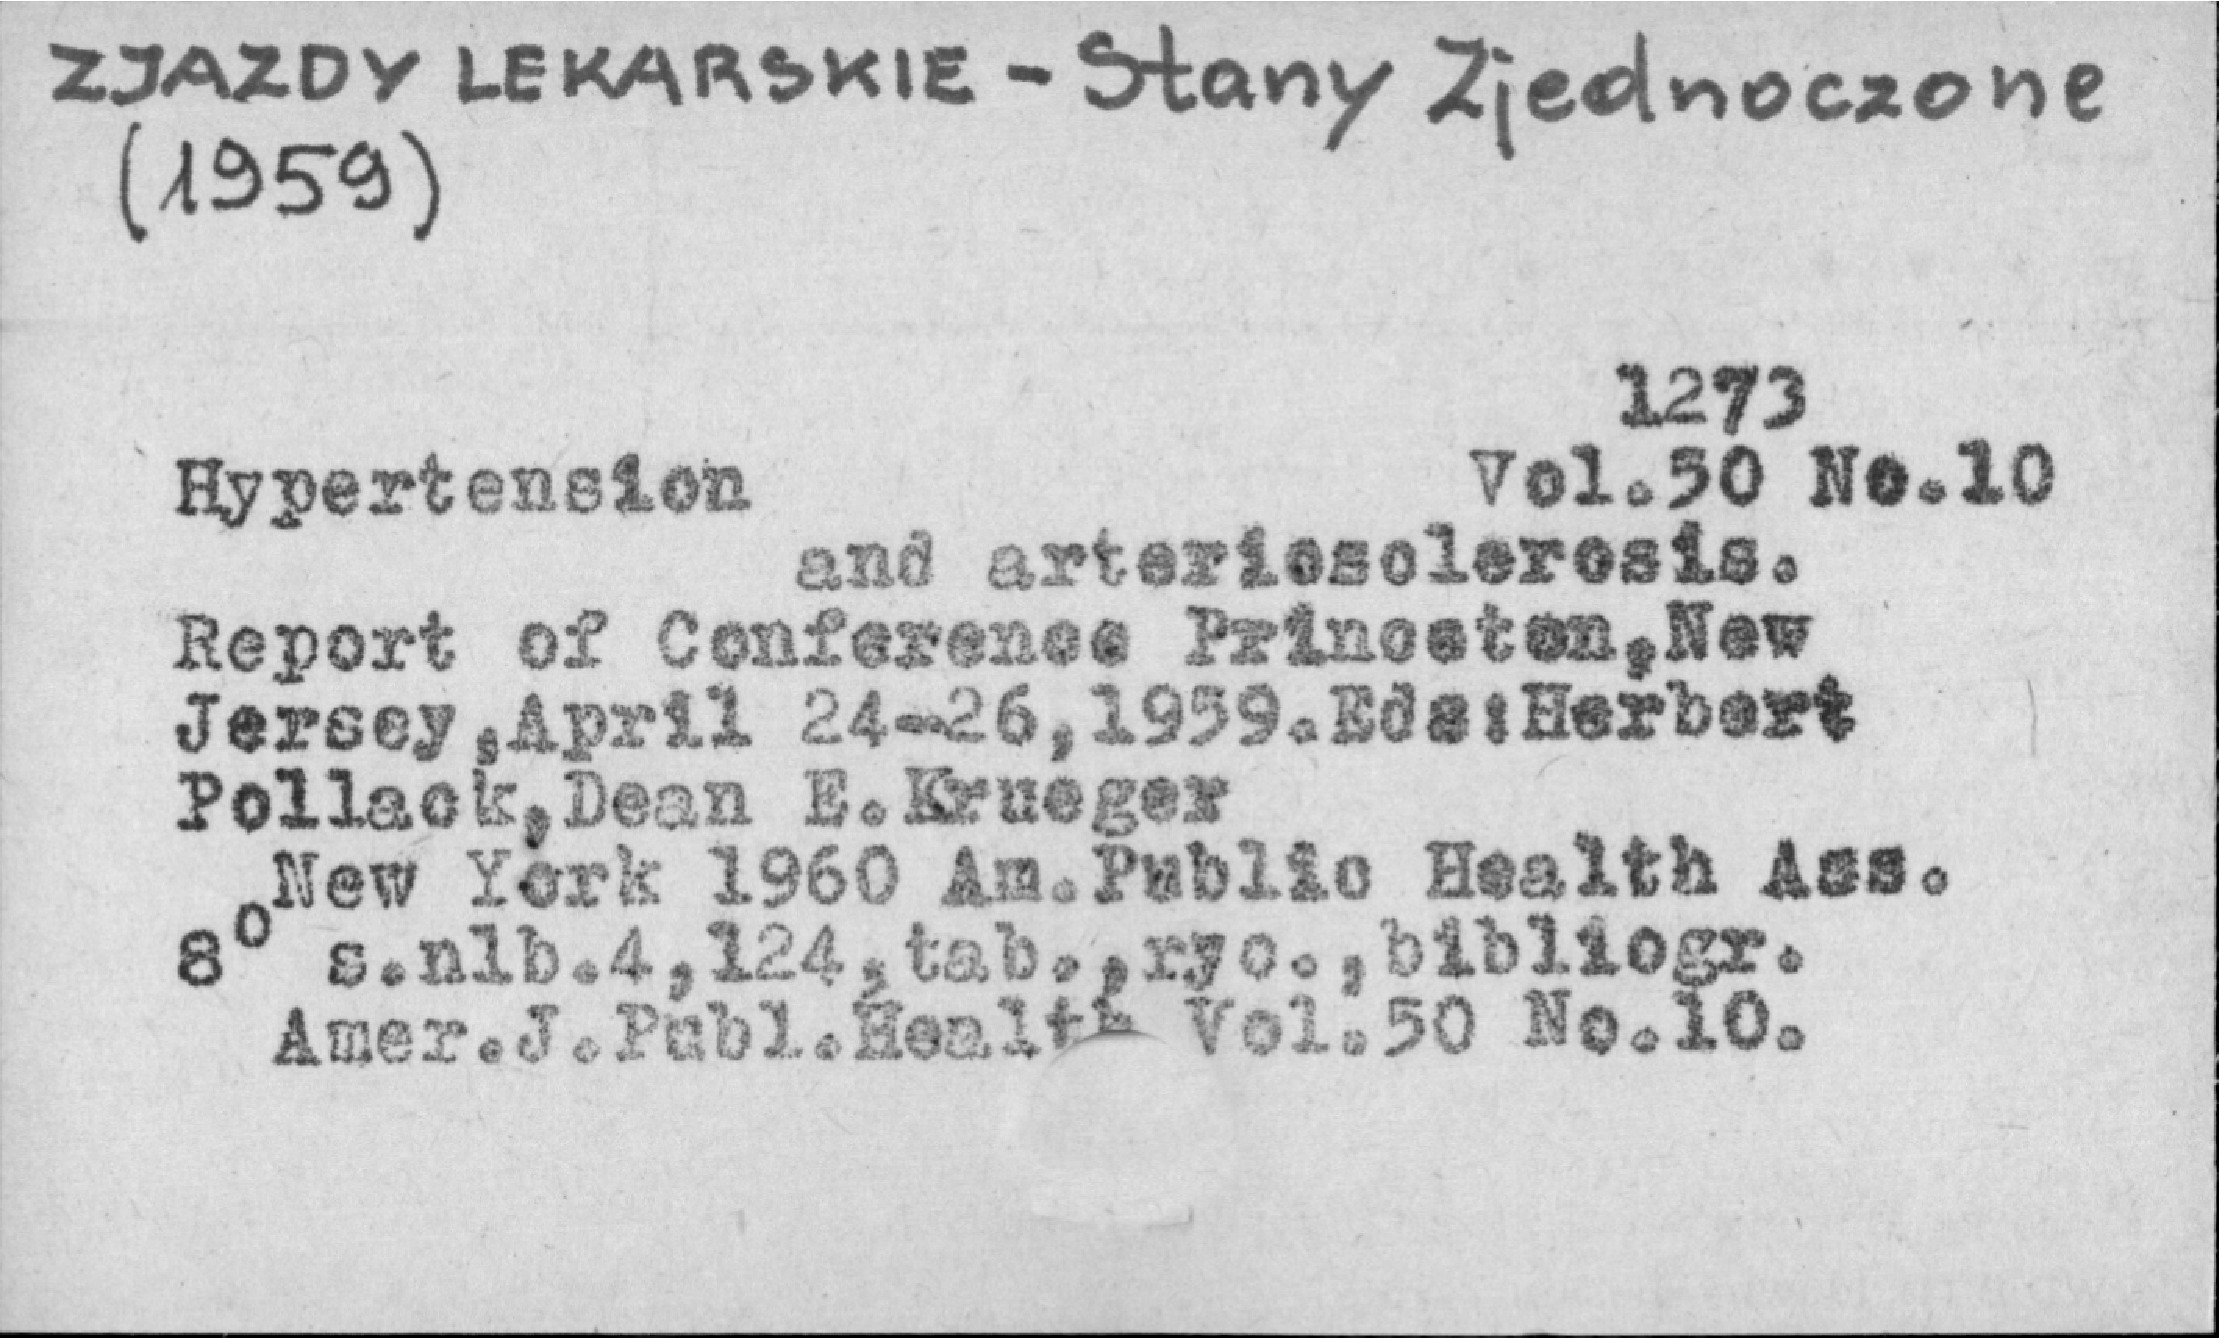 ZJAZDY LEKARSKIE - Stany Zjednoczone
(1959)
1273
Hypertension Vol.50 No.10
and arteriosclerosis.
Report of Conference Princeton,New
Jersey,April 24-26,1959.Eds:Herbert
Pollack,Dean E.Krueger
New York 1960 Am.Public Health Ass.
8⁰ s.nlb.4,124,tab.,ryc.,bibliogr.
Amer.J.Publ.Health Vol.50 No.10.